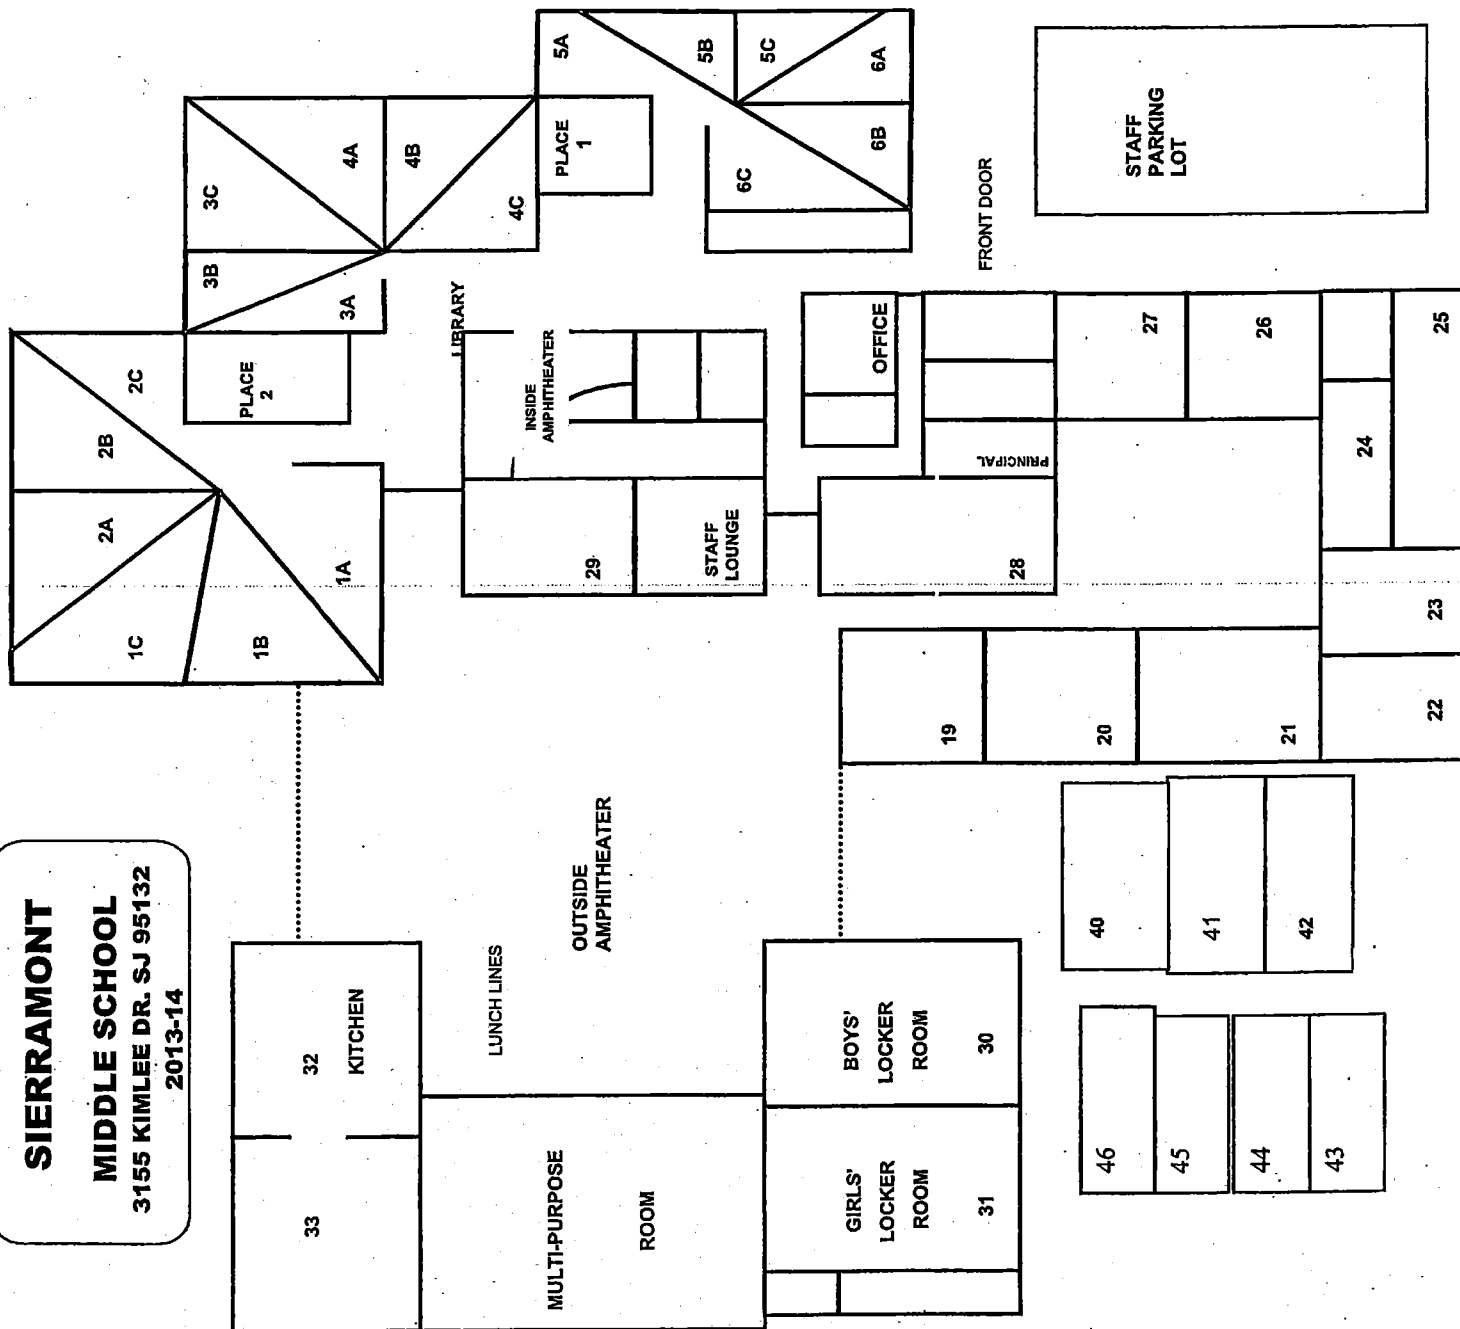 SIERRAMONT
MIDDLE SCHOOL
3155 KIMLEE DR. SJ 95132
2013-14
33
32
KITCHEN
MULTI-PURPOSE
ROOM
LUNCH LINES
OUTSIDE
AMPHITHEATER
GIRLS'
LOCKER
ROOM
31
BOYS'
LOCKER
ROOM
30
46
45
44
43
40
41
42
1C
1B
1A
2A
2B
2C
PLACE
2
3A
3B
3C
4A
4B
4C
PLACE
1
5A
5B
5C
6A
6B
6C
LIBRARY
INSIDE
AMPHITHEATER
29
STAFF
LOUNGE
OFFICE
PRINCIPAL
28
19
20
21
22
23
24
25
26
27
FRONT DOOR
STAFF
PARKING
LOT